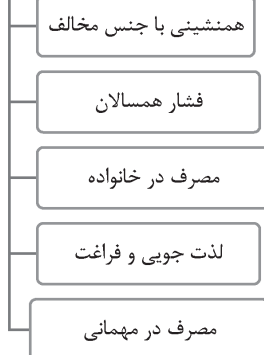 همنشینی با جنس مخالف
فشار همسالان
مصرف در خانواده
لذت جویی و فراغت
مصرف در مهمانی